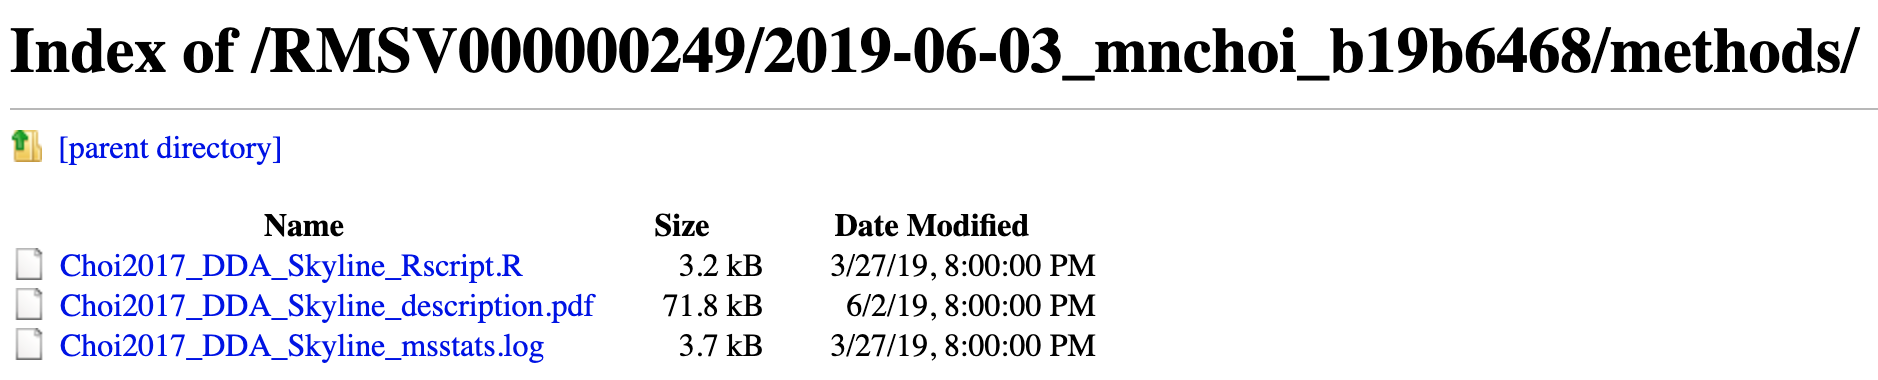 Index of /RMSV000000249/2019-06-03_mnchoi_b19b6468/methods/
[parent directory]
Name Size Date Modified
Choi2017_DDA_Skyline_Rscript.R 3.2 kB 3/27/19, 8:00:00 PM
Choi2017_DDA_Skyline_description.pdf 71.8 kB 6/2/19, 8:00:00 PM
Choi2017_DDA_Skyline_msstats.log 3.7 kB 3/27/19, 8:00:00 PM